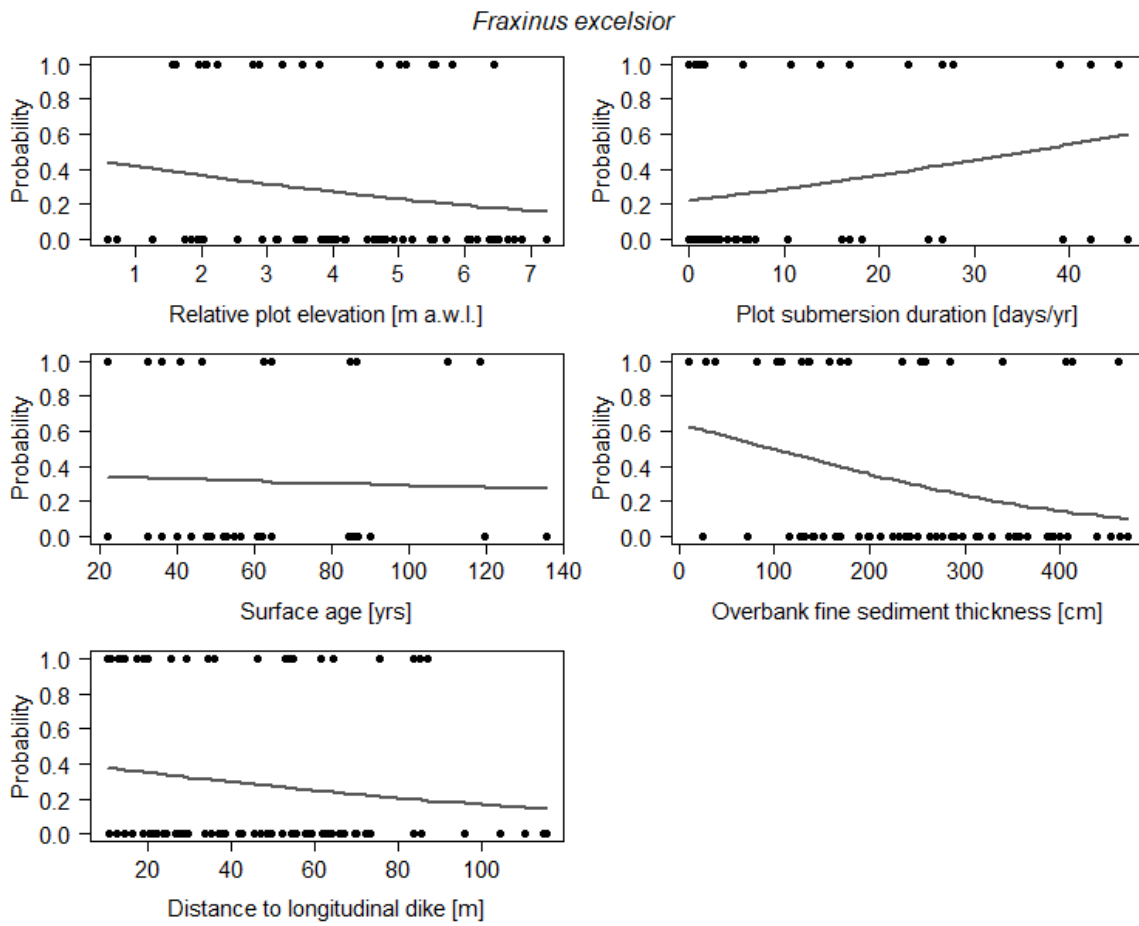 Fraxinus excelsior
1.0
0.8
0.6
0.4
0.2
0.0
Probability
1 2 3 4 5 6 7
Relative plot elevation [m a.w.l.]
1.0
0.8
0.6
0.4
0.2
0.0
Probability
0 10 20 30 40
Plot submersion duration [days/yr]
1.0
0.8
0.6
0.4
0.2
0.0
Probability
20 40 60 80 100 120 140
Surface age [yrs]
1.0
0.8
0.6
0.4
0.2
0.0
Probability
0 100 200 300 400
Overbank fine sediment thickness [cm]
1.0
0.8
0.6
0.4
0.2
0.0
Probability
20 40 60 80 100
Distance to longitudinal dike [m]